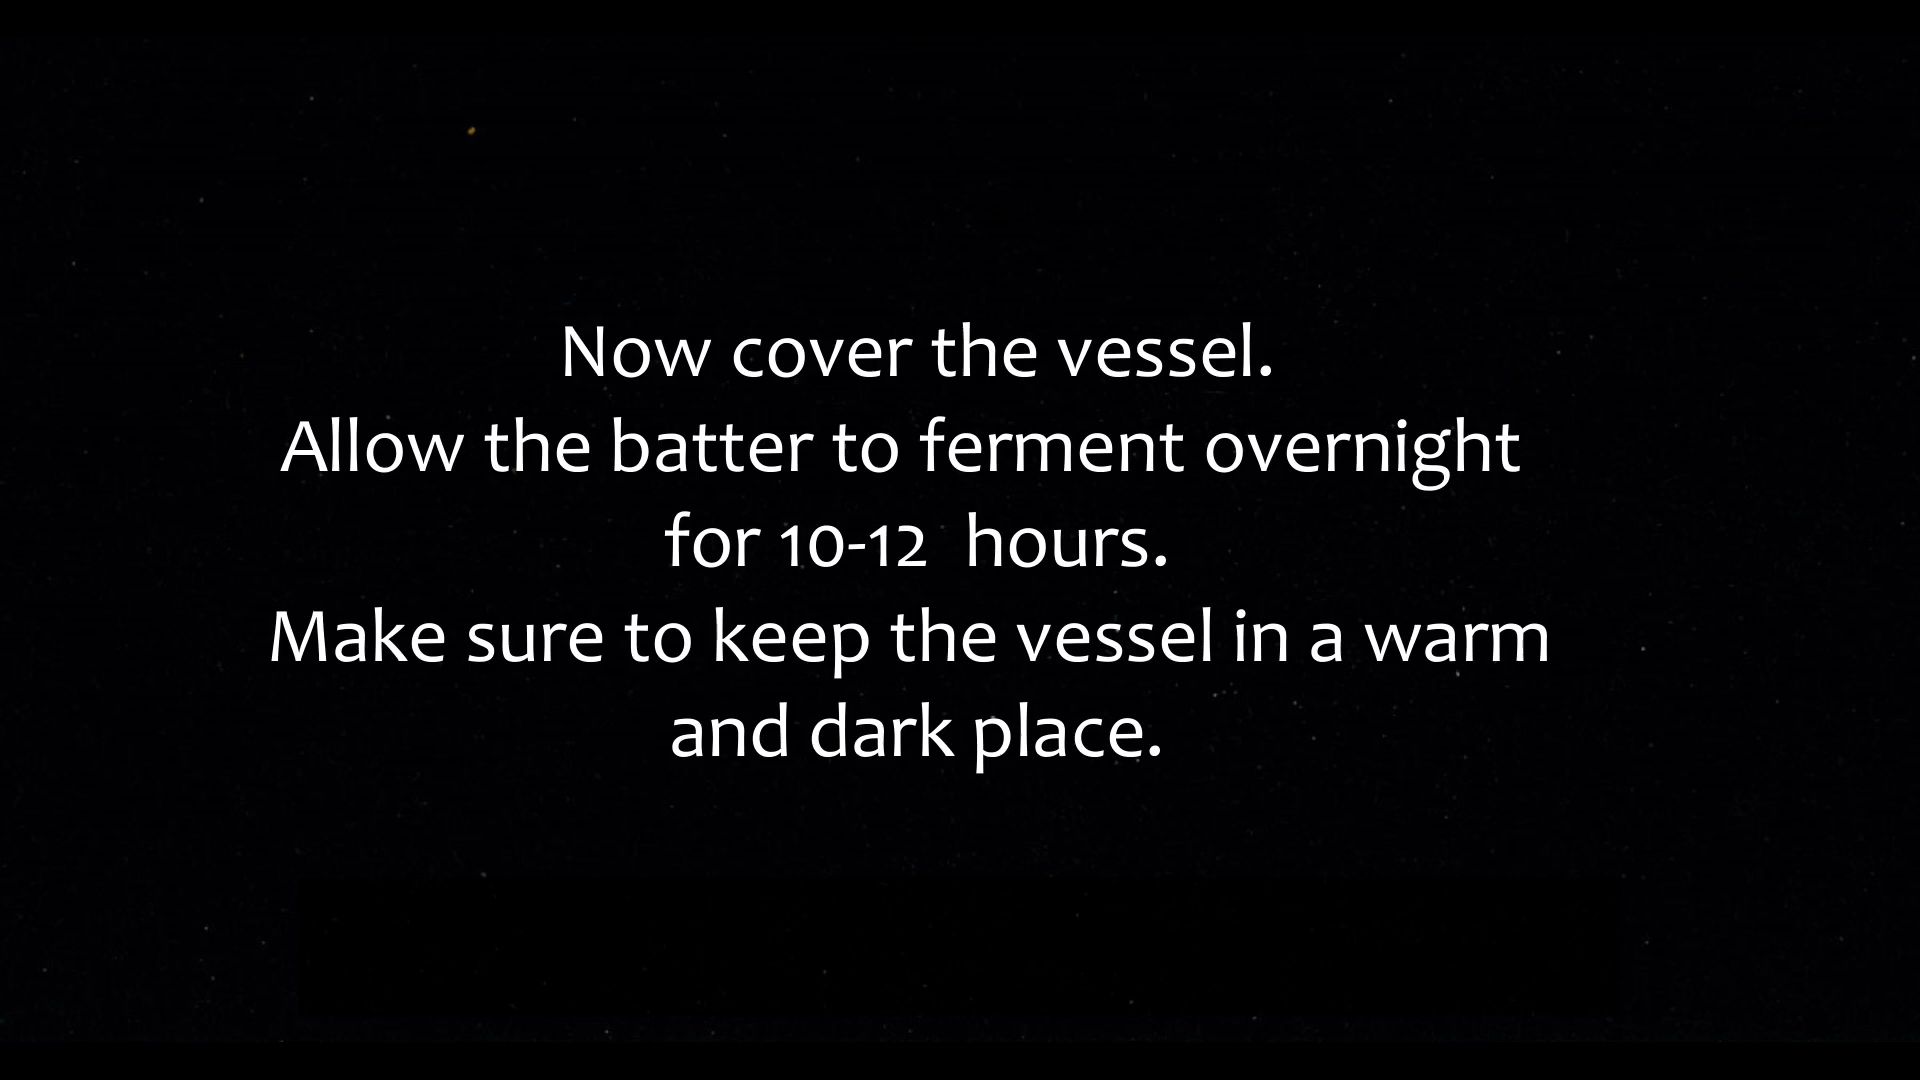 Now cover the vessel.
Allow the batter to ferment overnight
for 10-12  hours.
Make sure to keep the vessel in a warm
and dark place.